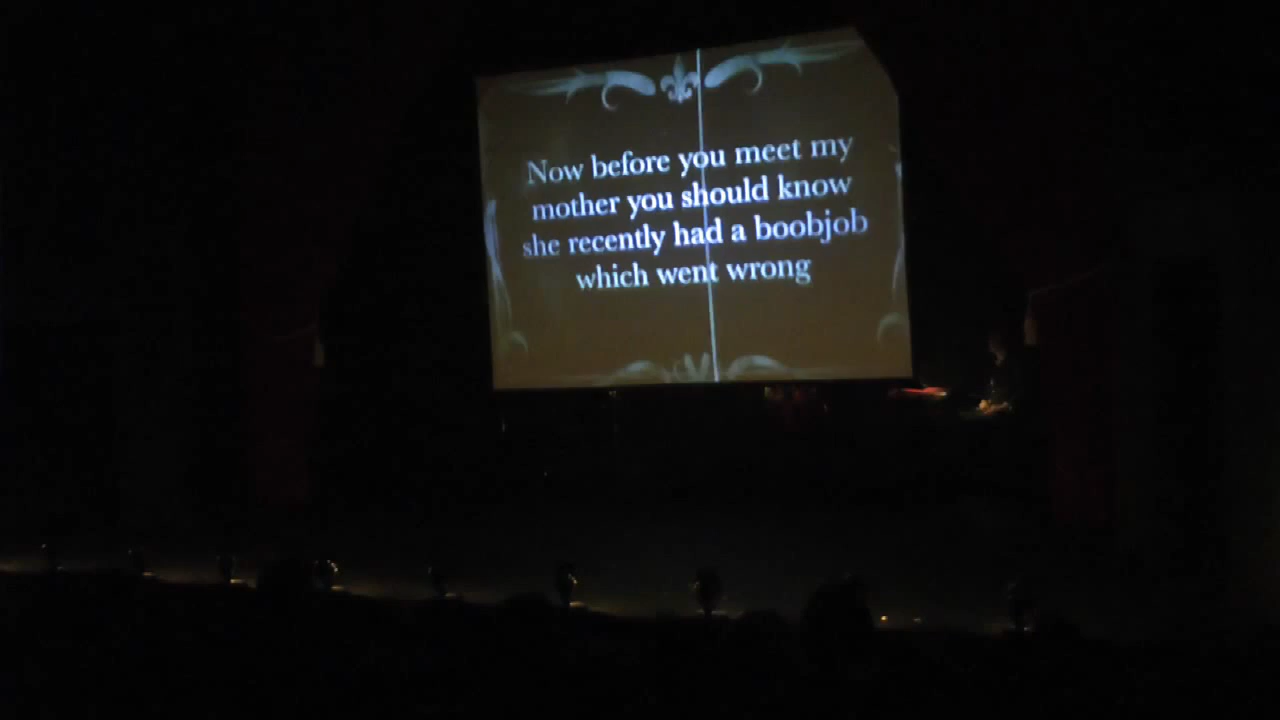 Now before you meet my
mother you should know
she recently had a boobjob
which went wrong